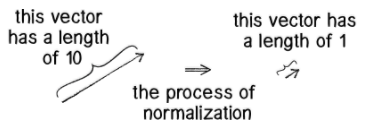 this vector
has a length
of 10
the process of
normalization
this vector has
a length of 1